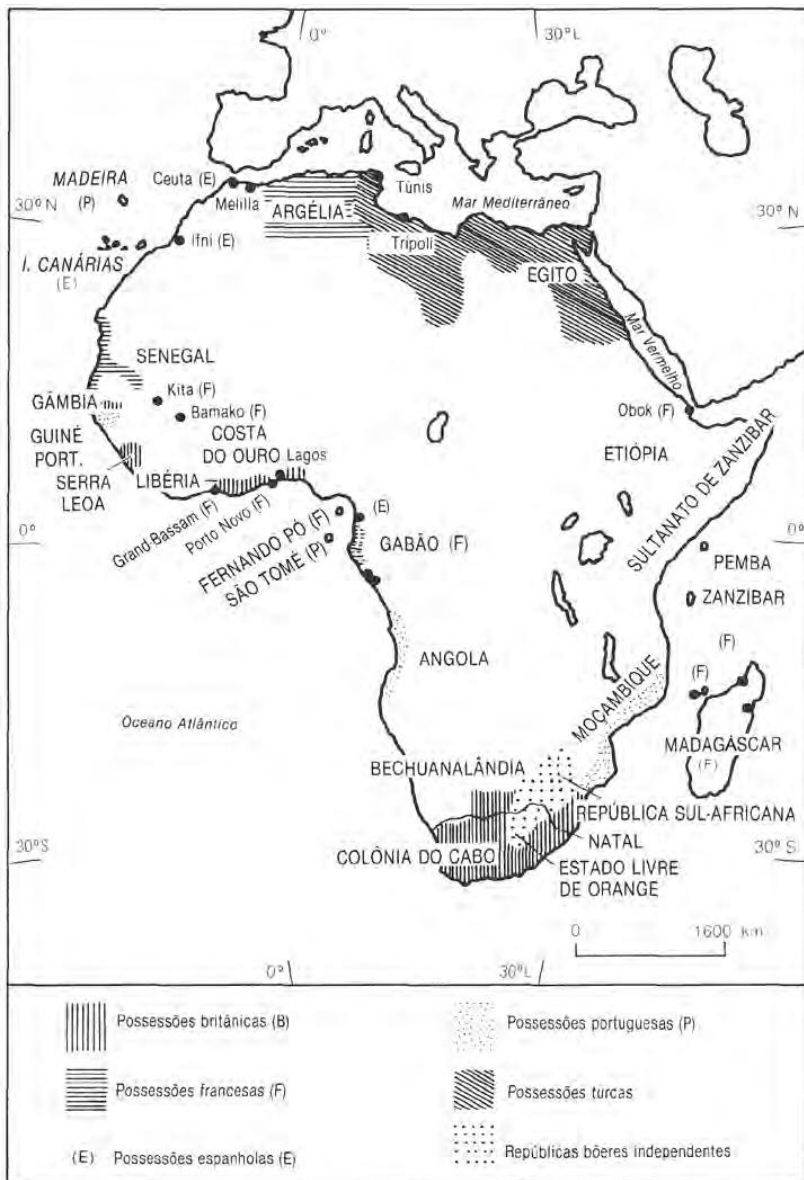 0°
30°L
MADEIRA
(P)
Ceuta (E)
Melilla
Túnis
Mar Mediterrâneo
30°N
30°N
ARGÉLIA
Trípoli
Ifni (E)
I. CANÁRIAS
(E)
EGITO
Mar Vermelho
SENEGAL
Kita (F)
GÂMBIA
Bamako (F)
Obok (F)
GUINÉ
PORT.
COSTA
DO OURO
Lagos
ETIÓPIA
SERRA
LEOA
LIBÉRIA
SULTANATO DE ZANZIBAR
Grand-Bassam (F)
Porto Novo (F)
(E)
0°
0°
FERNANDO PÓ (F)
GABÃO (F)
SÃO TOMÉ (P)
PEMBA
ZANZIBAR
(F)
ANGOLA
(F)
MOÇAMBIQUE
Oceano Atlântico
MADAGÁSCAR
(F)
BECHUANALÂNDIA
REPÚBLICA SUL-AFRICANA
NATAL
30°S
COLÔNIA DO CABO
30°S
ESTADO LIVRE
DE ORANGE
0 1600 km
0°
30°L
Possessões britânicas (B)
Possessões portuguesas (P)
Possessões francesas (F)
Possessões turcas
(E) Possessões espanholas (E)
Repúblicas bôeres independentes